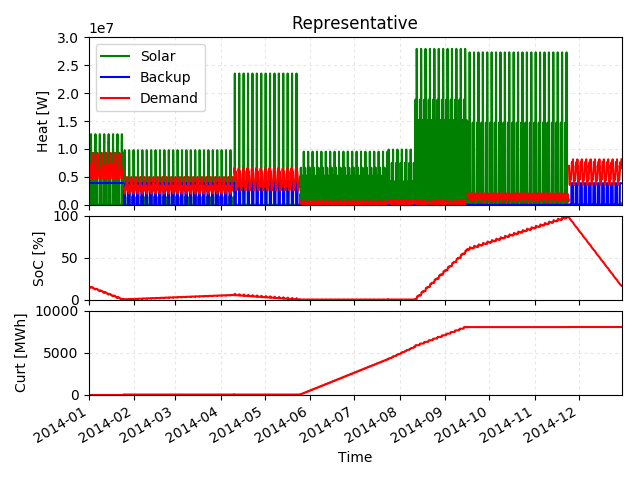 Representative
1e7
3.0
2.5
2.0
1.5
1.0
0.5
0.0
Heat [W]
Solar
Backup
Demand
100
50
0
SoC [%]
10000
5000
0
Curt [MWh]
2014-01
2014-02
2014-03
2014-04
2014-05
2014-06
2014-07
2014-08
2014-09
2014-10
2014-11
2014-12
Time